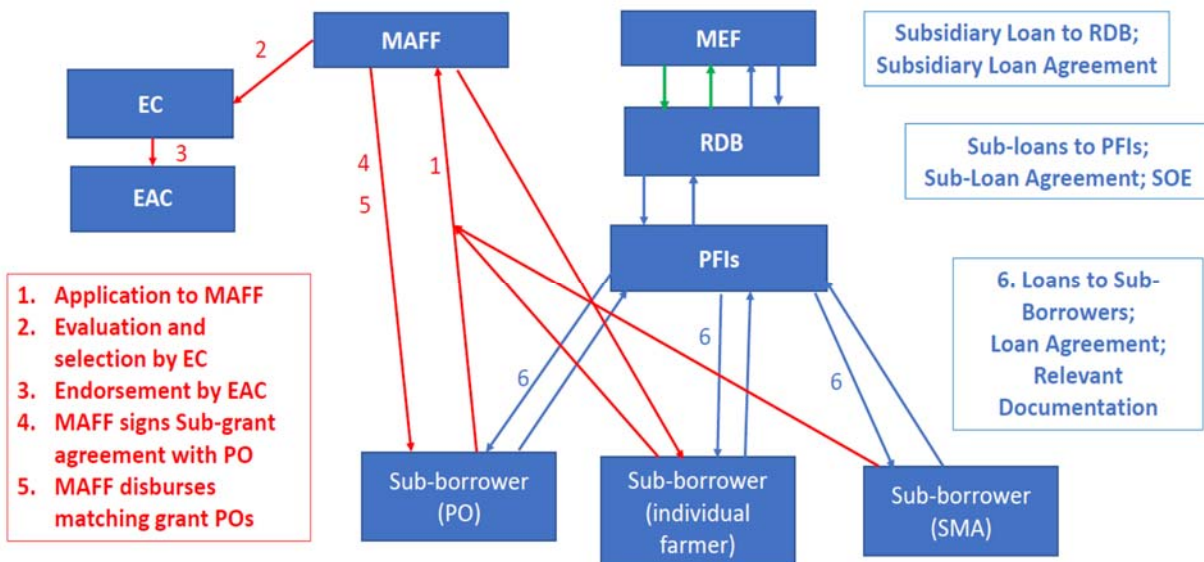 MAFF
MEF
Subsidiary Loan to RDB;
Subsidiary Loan Agreement
2
EC
RDB
3
Sub-loans to PFIs;
Sub-Loan Agreement; SOE
4
1
EAC
5
PFIs
1. Application to MAFF
2. Evaluation and
selection by EC
3. Endorsement by EAC
4. MAFF signs Sub-grant
agreement with PO
5. MAFF disburses
matching grant POs
6. Loans to Sub-
Borrowers;
Loan Agreement;
Relevant
Documentation
6
6
6
Sub-borrower
(PO)
Sub-borrower
(individual
farmer)
Sub-borrower
(SMA)